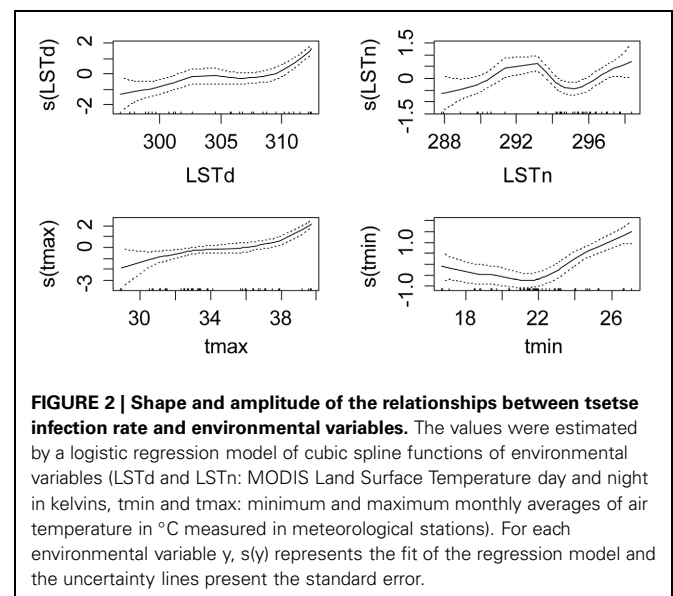 s(LSTd)
2
0
-2
300 305 310
LSTd
s(LSTn)
1.5
0
-1.5
288 292 296
LSTn
s(tmax)
2
0
-3
30 34 38
tmax
s(tmin)
1.0
-1.0
18 22 26
tmin
FIGURE 2 | Shape and amplitude of the relationships between tsetse
infection rate and environmental variables. The values were estimated
by a logistic regression model of cubic spline functions of environmental
variables (LSTd and LSTn: MODIS Land Surface Temperature day and night
in kelvins, tmin and tmax: minimum and maximum monthly averages of air
temperature in °C measured in meteorological stations). For each
environmental variable y, s(y) represents the fit of the regression model and
the uncertainty lines present the standard error.